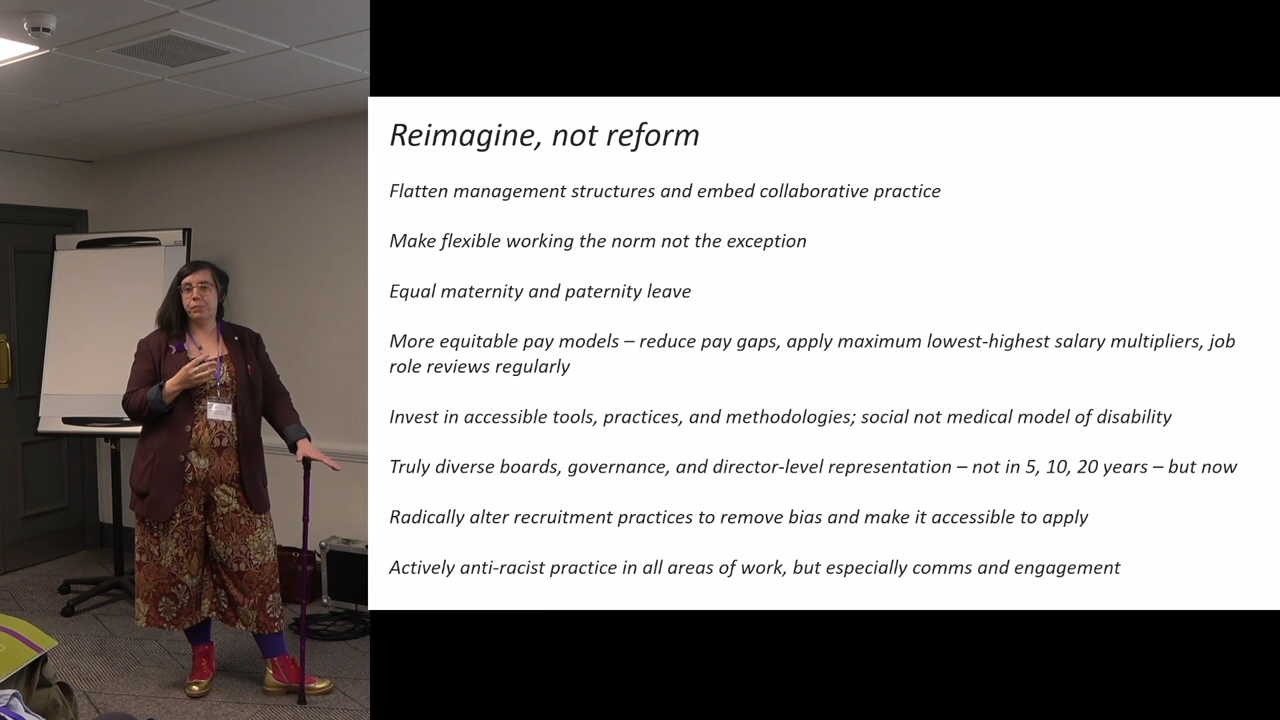 Reimagine, not reform
Flatten management structures and embed collaborative practice
Make flexible working the norm not the exception
Equal maternity and paternity leave
More equitable pay models – reduce pay gaps, apply maximum lowest-highest salary multipliers, job
role reviews regularly
Invest in accessible tools, practices, and methodologies; social not medical model of disability
Truly diverse boards, governance, and director-level representation – not in 5, 10, 20 years – but now
Radically alter recruitment practices to remove bias and make it accessible to apply
Actively anti-racist practice in all areas of work, but especially comms and engagement